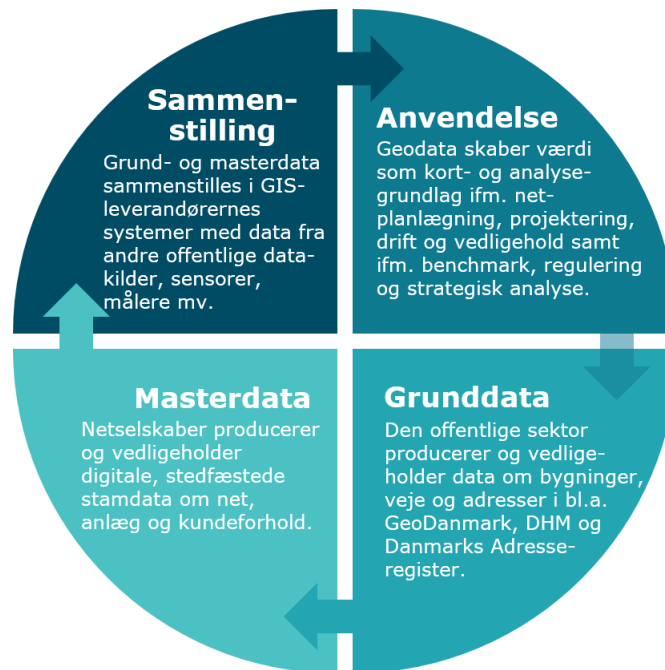 Sammen-
stilling
Grund- og masterdata
sammenstilles i GIS-
leverandørernes
systemer med data fra
andre offentlige data-
kilder, sensorer,
målere mv.
Anvendelse
Geodata skaber værdi
som kort- og analyse-
grundlag ifm. net-
planlægning, projektering,
drift og vedligehold samt
ifm. benchmark, regulering
og strategisk analyse.
Masterdata
Netselskaber producerer
og vedligeholder
digitale, stedfæstede
stamdata om net,
anlæg og kundeforhold.
Grunddata
Den offentlige sektor
producerer og vedlige-
holder data om bygninger,
veje og adresser i bl.a.
GeoDanmark, DHM og
Danmarks Adresse-
register.